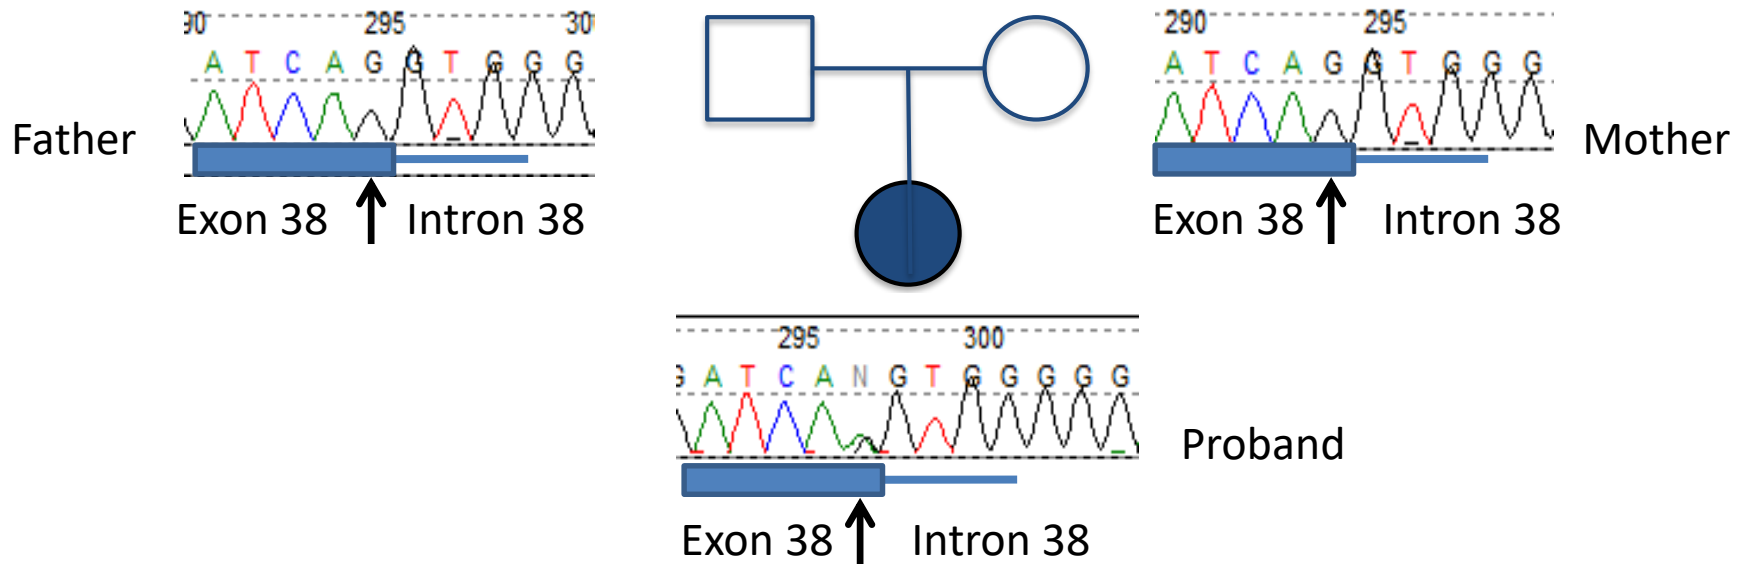 90 295 30
A T C A G G T G G G
Father
Exon 38 Intron 38
290 295
A T C A G G T G G G
Mother
Exon 38 Intron 38
295 300
G A T C A N G T G G G G G
Proband
Exon 38 Intron 38